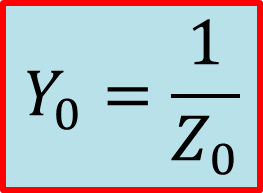 Y₀ = 1/Z₀